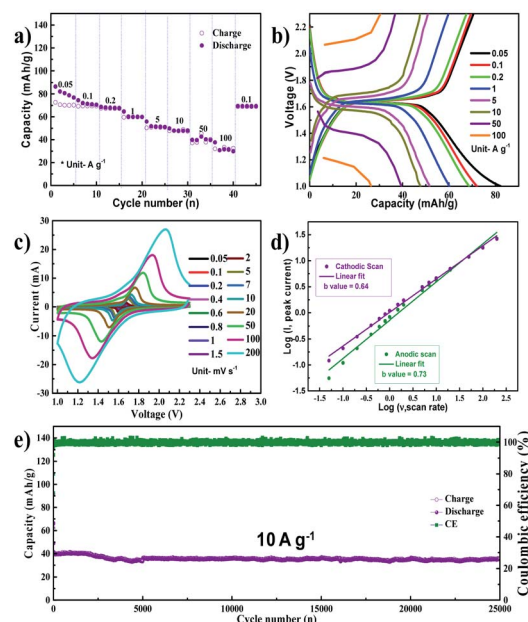 a)
Charge
Discharge
0.05
0.1
0.2
1
5
10
50
100
0.1
* Unit- A g-1
160
140
120
100
80
60
40
20
0
0 10 20 30 40
Capacity (mAh/g)
Cycle number (n)
b)
2.2
2.0
1.8
1.6
1.4
1.2
1.0
0 20 40 60 80
Voltage (V)
Capacity (mAh/g)
0.05
0.1
0.2
1
5
10
50
100
Unit- A g-1
c)
30
20
10
0
-10
-20
-30
1.0 1.2 1.4 1.6 1.8 2.0 2.2 2.4 2.6 2.8 3.0
Current (mA)
Voltage (V)
0.05 2
0.1 5
0.2 7
0.4 10
0.6 20
0.8 50
1 100
1.5 200
Unit- mV s-1
d)
1.5
1.0
0.5
0.0
-0.5
-1.0
-1.5
-1.5 -1.0 -0.5 0.0 0.5 1.0 1.5 2.0 2.5
Log (I, peak current)
Log (ν,scan rate)
Cathodic Scan
Linear fit
b value = 0.64
Anodic scan
Linear fit
b value = 0.73
e)
140
120
100
80
60
40
20
0
0 5000 10000 15000 20000 25000
100
80
60
40
20
0
Capacity (mAh/g)
Cycle number (n)
Coulombic efficiency (%)
Charge
Discharge
CE
10 A g-1